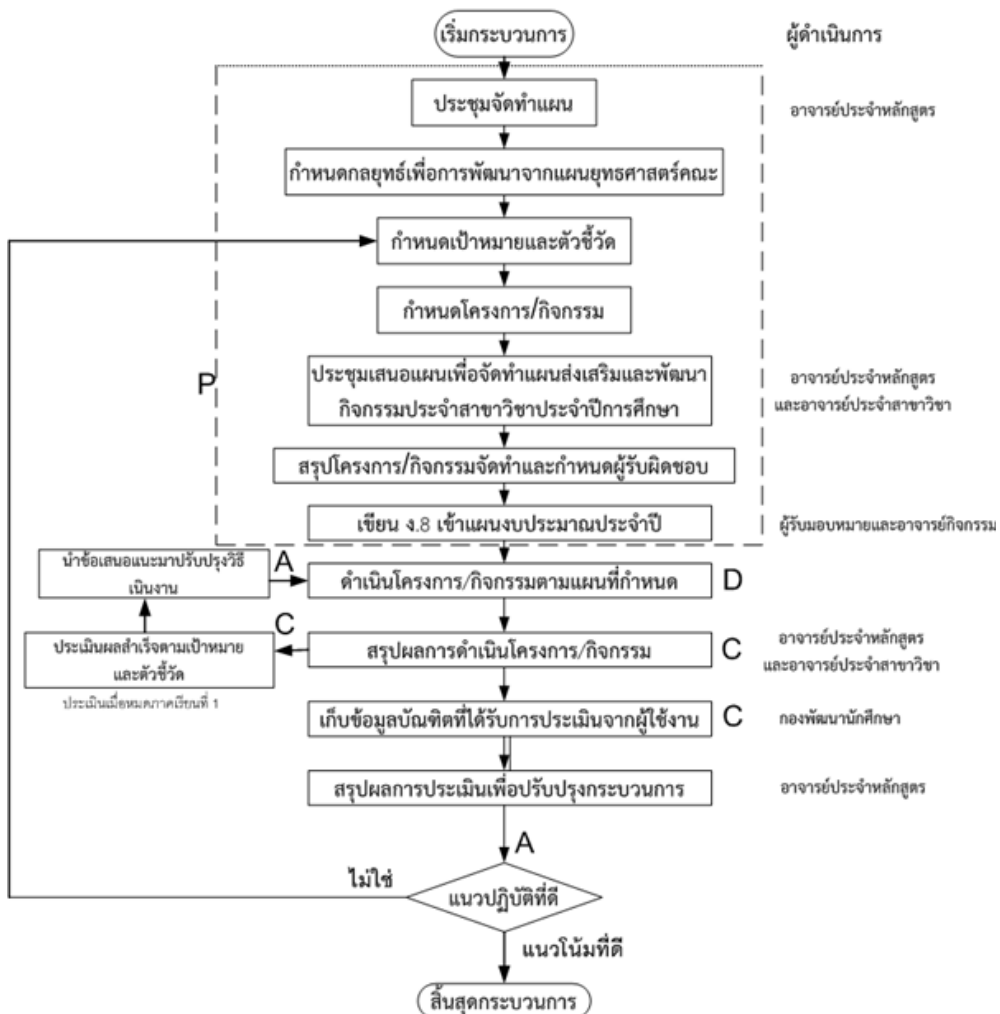 เริ่มกระบวนการ
ผู้ดำเนินการ
ประชุมจัดทำแผน
อาจารย์ประจำหลักสูตร
กำหนดกลยุทธ์เพื่อการพัฒนาจากแผนยุทธศาสตร์คณะ
กำหนดเป้าหมายและตัวชี้วัด
กำหนดโครงการ/กิจกรรม
P
ประชุมเสนอแผนเพื่อจัดทำแผนส่งเสริมและพัฒนา
กิจกรรมประจำสาขาวิชาประจำปีการศึกษา
อาจารย์ประจำหลักสูตร
และอาจารย์ประจำสาขาวิชา
สรุปโครงการ/กิจกรรมจัดทำและกำหนดผู้รับผิดชอบ
เขียน ง.8 เข้าแผนงบประมาณประจำปี
ผู้รับมอบหมายและอาจารย์กิจกรรม
นำข้อเสนอแนะมาปรับปรุงวิธี
เนินงาน
A
ดำเนินโครงการ/กิจกรรมตามแผนที่กำหนด
D
ประเมินผลสำเร็จตามเป้าหมาย
และตัวชี้วัด
C
สรุปผลการดำเนินโครงการ/กิจกรรม
C
อาจารย์ประจำหลักสูตร
และอาจารย์ประจำสาขาวิชา
ประเมินเมื่อหมดภาคเรียนที่ 1
เก็บข้อมูลบัณฑิตที่ได้รับการประเมินจากผู้ใช้งาน
C
กองพัฒนานักศึกษา
สรุปผลการประเมินเพื่อปรับปรุงกระบวนการ
อาจารย์ประจำหลักสูตร
A
ไม่ใช่
แนวปฏิบัติที่ดี
แนวโน้มที่ดี
สิ้นสุดกระบวนการ